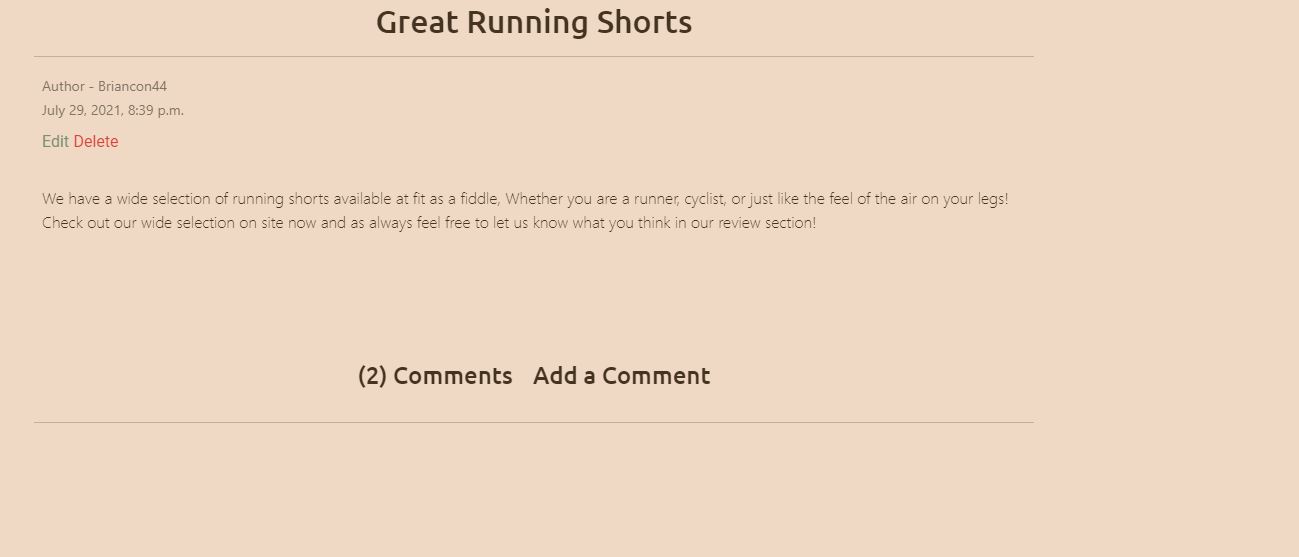 Great Running Shorts
Author - Briancon44
July 29, 2021, 8:39 p.m.
Edit Delete
We have a wide selection of running shorts available at fit as a fiddle, Whether you are a runner, cyclist, or just like the feel of the air on your legs!
Check out our wide selection on site now and as always feel free to let us know what you think in our review section!
(2) Comments Add a Comment